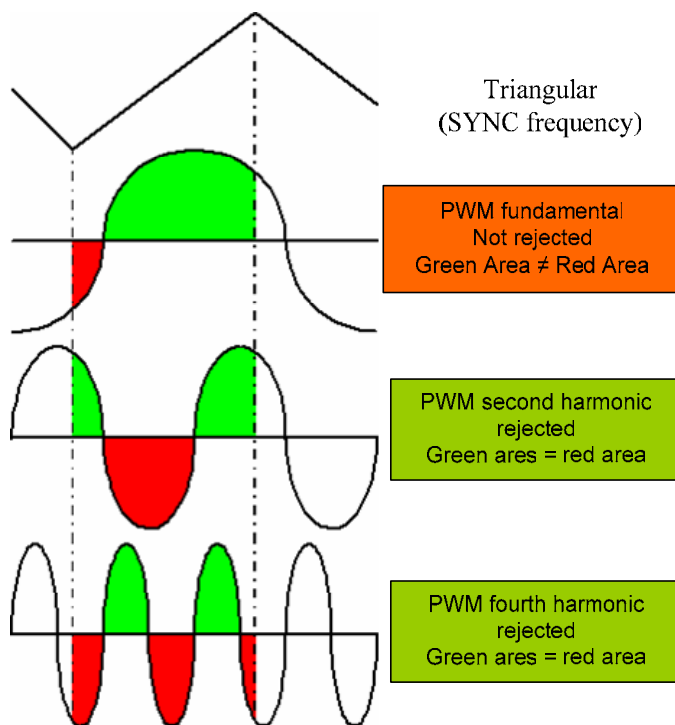 Triangular
(SYNC frequency)
PWM fundamental
Not rejected
Green Area ≠ Red Area
PWM second harmonic
rejected
Green ares = red area
PWM fourth harmonic
rejected
Green ares = red area